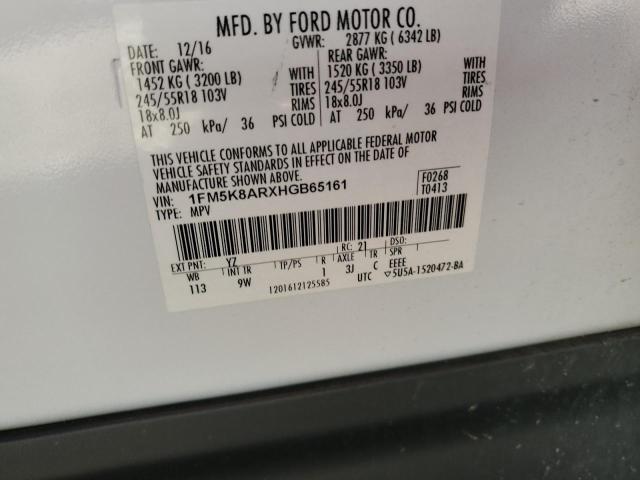 MFD. BY FORD MOTOR CO.
DATE: 12/16 GVWR: 2877 KG ( 6342 LB)
FRONT GAWR: REAR GAWR:
1452 KG ( 3200 LB) WITH 1520 KG ( 3350 LB) WITH
245/55R18 103V TIRES 245/55R18 103V TIRES
18x8.0J RIMS 18x8.0J RIMS
AT 250 kPa/ 36 PSI COLD AT 250 kPa/ 36 PSI COLD
THIS VEHICLE CONFORMS TO ALL APPLICABLE FEDERAL MOTOR
VEHICLE SAFETY STANDARDS IN EFFECT ON THE DATE OF
MANUFACTURE SHOWN ABOVE.
VIN: 1FM5K8ARXHGB65161 F0268
TYPE: MPV T0413
EXT PNT: YZ RC: 21 DSO:
WB INT TR TP/PS R AXLE TR SPR
113 9W 1 3J C EEEE
1201612125585 UTC ▽5U5A-1520472-BA